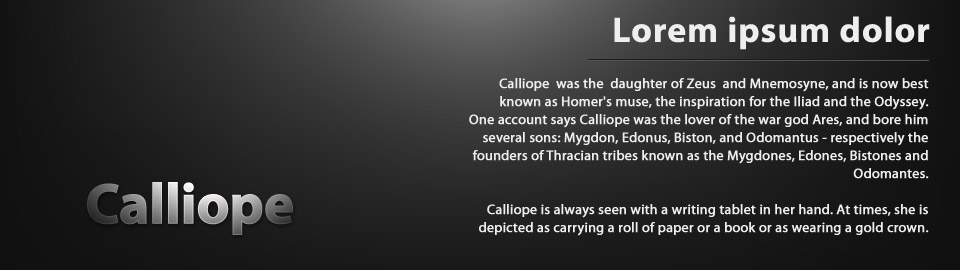 Lorem ipsum dolor
Calliope was the daughter of Zeus and Mnemosyne, and is now best
known as Homer's muse, the inspiration for the Iliad and the Odyssey.
One account says Calliope was the lover of the war god Ares, and bore him
several sons: Mygdon, Edonus, Biston, and Odomantus - respectively the
founders of Thracian tribes known as the Mygdones, Edones, Bistones and
Odomantes.
Calliope is always seen with a writing tablet in her hand. At times, she is
depicted as carrying a roll of paper or a book or as wearing a gold crown.
Calliope